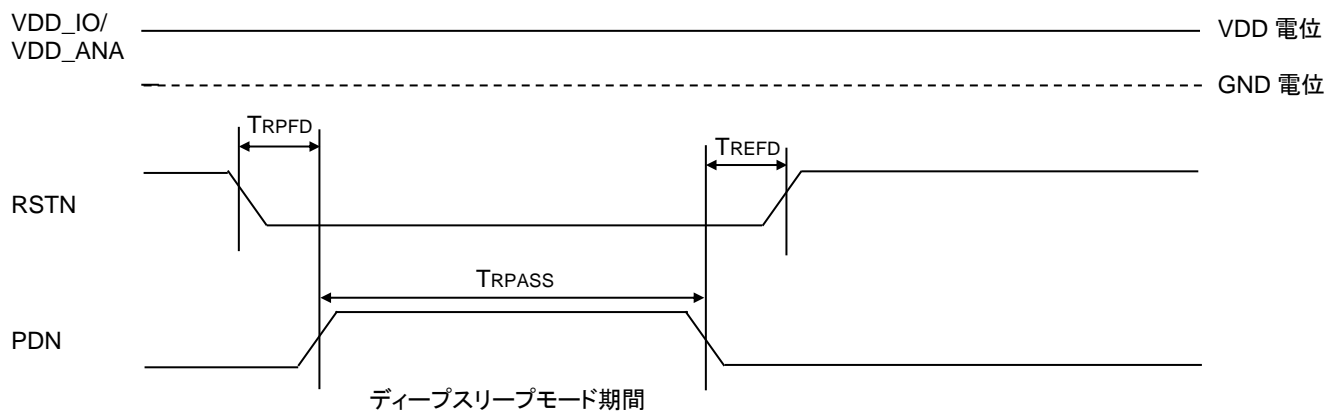 VDD_IO/
VDD_ANA
VDD 電位
GND 電位
TRPFD
TREFD
RSTN
TRPASS
PDN
ディープスリープモード期間